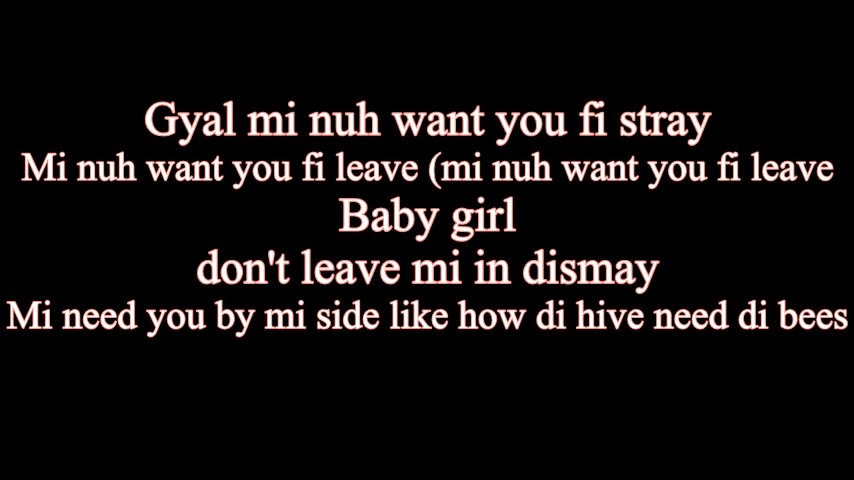 Gyal mi nuh want you fi stray
Mi nuh want you fi leave (mi nuh want you fi leave
Baby girl
don't leave mi in dismay
Mi need you by mi side like how di hive need di bees